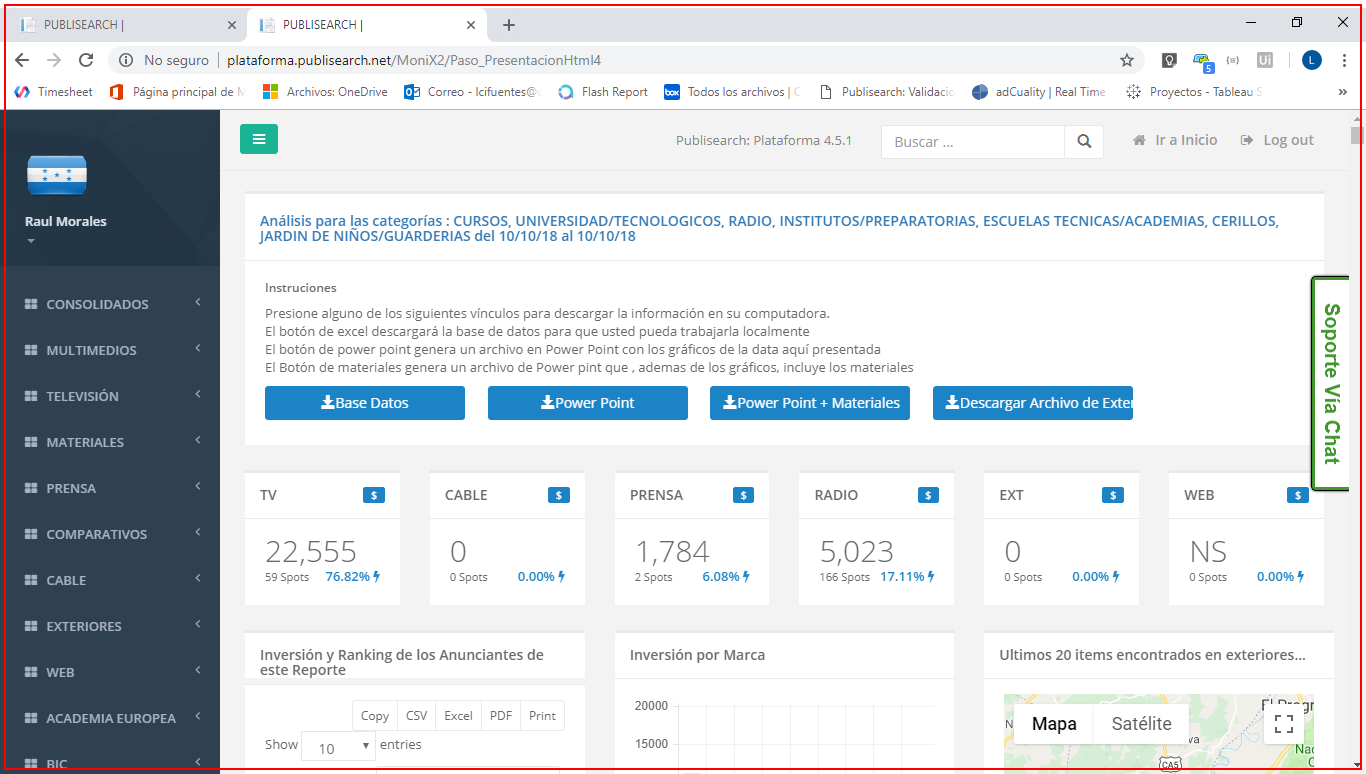 PUBLISEARCH |
PUBLISEARCH |
No seguro
plataforma.publisearch.net/MoniX2/Paso_PresentacionHtml4
5
Ui
L
Timesheet
Página principal de M
Archivos: OneDrive
Correo - lcifuentes@
Flash Report
box
Todos los archivos |
Publisearch: Validacio
adCuality | Real Time
Proyectos - Tableau S
Publisearch: Plataforma 4.5.1
Buscar ...
Ir a Inicio
Log out
Raul Morales
CONSOLIDADOS
MULTIMEDIOS
TELEVISIÓN
MATERIALES
PRENSA
COMPARATIVOS
CABLE
EXTERIORES
WEB
ACADEMIA EUROPEA
BIC
Análisis para las categorías : CURSOS, UNIVERSIDAD/TECNOLOGICOS, RADIO, INSTITUTOS/PREPARATORIAS, ESCUELAS TECNICAS/ACADEMIAS, CERILLOS,
JARDIN DE NIÑOS/GUARDERIAS del 10/10/18 al 10/10/18
Instruciones
Presione alguno de los siguientes vínculos para descargar la información en su computadora.
El botón de excel descargará la base de datos para que usted pueda trabajarla localmente
El botón de power point genera un archivo en Power Point con los gráficos de la data aquí presentada
El Botón de materiales genera un archivo de Power pint que , ademas de los gráficos, incluye los materiales
Base Datos
Power Point
Power Point + Materiales
Descargar Archivo de Exter
Soporte Vía Chat
TV $
22,555
59 Spots 76.82%
CABLE $
0
0 Spots 0.00%
PRENSA $
1,784
2 Spots 6.08%
RADIO $
5,023
166 Spots 17.11%
EXT $
0
0 Spots 0.00%
WEB $
NS
0 Spots 0.00%
Inversión y Ranking de los Anunciantes de
este Reporte
Copy CSV Excel PDF Print
Show 10 entries
Inversión por Marca
20000
15000
Ultimos 20 items encontrados en exteriores...
Mapa
Satélite
CA5